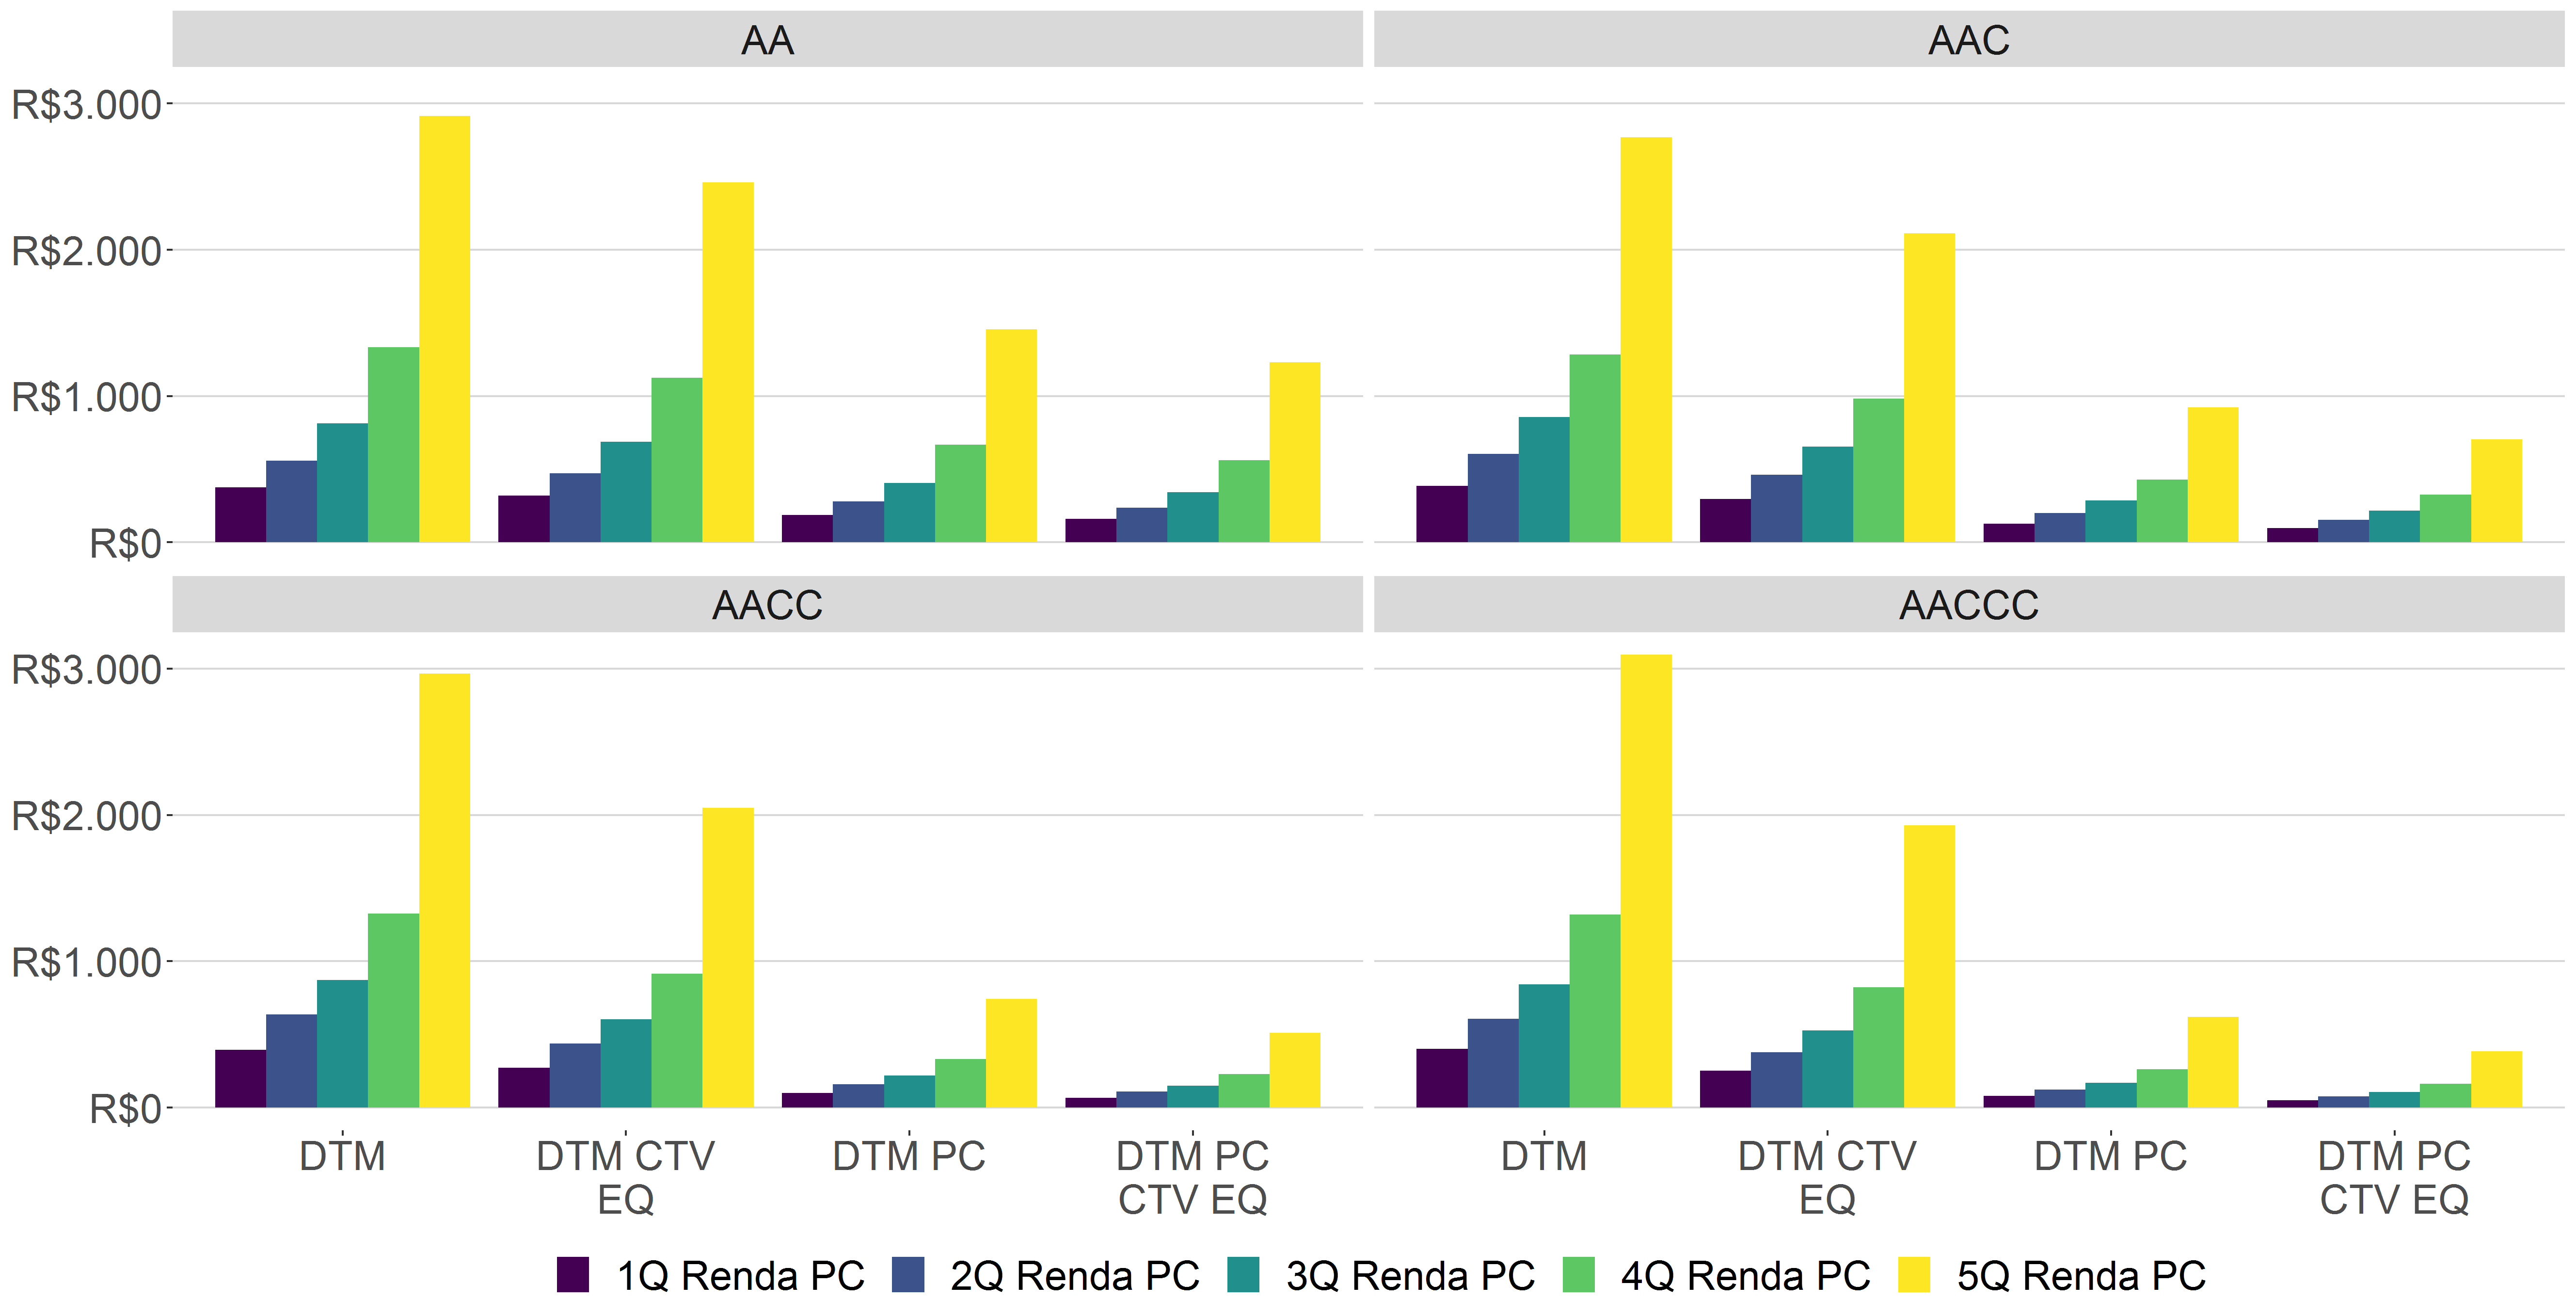 AA
AAC
R$3.000
R$2.000
R$1.000
R$0
AACC
AACCC
R$3.000
R$2.000
R$1.000
R$0
DTM
DTM CTV
EQ
DTM PC
DTM PC
CTV EQ
DTM
DTM CTV
EQ
DTM PC
DTM PC
CTV EQ
1Q Renda PC
2Q Renda PC
3Q Renda PC
4Q Renda PC
5Q Renda PC